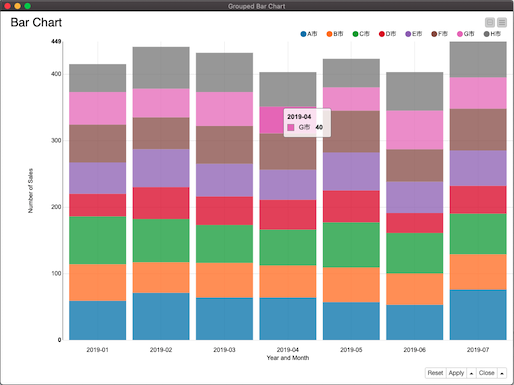 Grouped Bar Chart
Bar Chart
A市 B市 C市 D市 E市 F市 G市 H市
449
400
300
200
100
0
Number of Sales
2019-04
G市 40
2019-01 2019-02 2019-03 2019-04 2019-05 2019-06 2019-07
Year and Month
Reset Apply Close